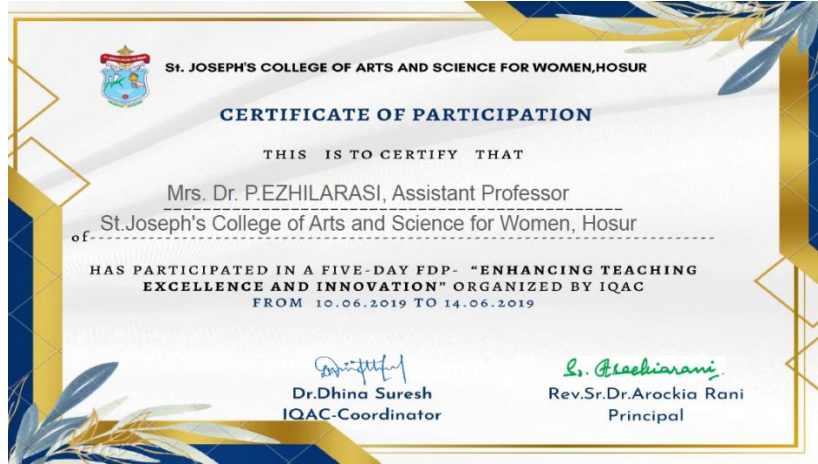 St. JOSEPH'S COLLEGE OF ARTS AND SCIENCE FOR WOMEN,HOSUR
CERTIFICATE OF PARTICIPATION
THIS IS TO CERTIFY THAT
Mrs. Dr. P.EZHILARASI, Assistant Professor
of St.Joseph's College of Arts and Science for Women, Hosur
HAS PARTICIPATED IN A FIVE-DAY FDP- "ENHANCING TEACHING
EXCELLENCE AND INNOVATION" ORGANIZED BY IQAC
FROM 10.06.2019 TO 14.06.2019
Dr.Dhina Suresh
IQAC-Coordinator
Rev.Sr.Dr.Arockia Rani
Principal